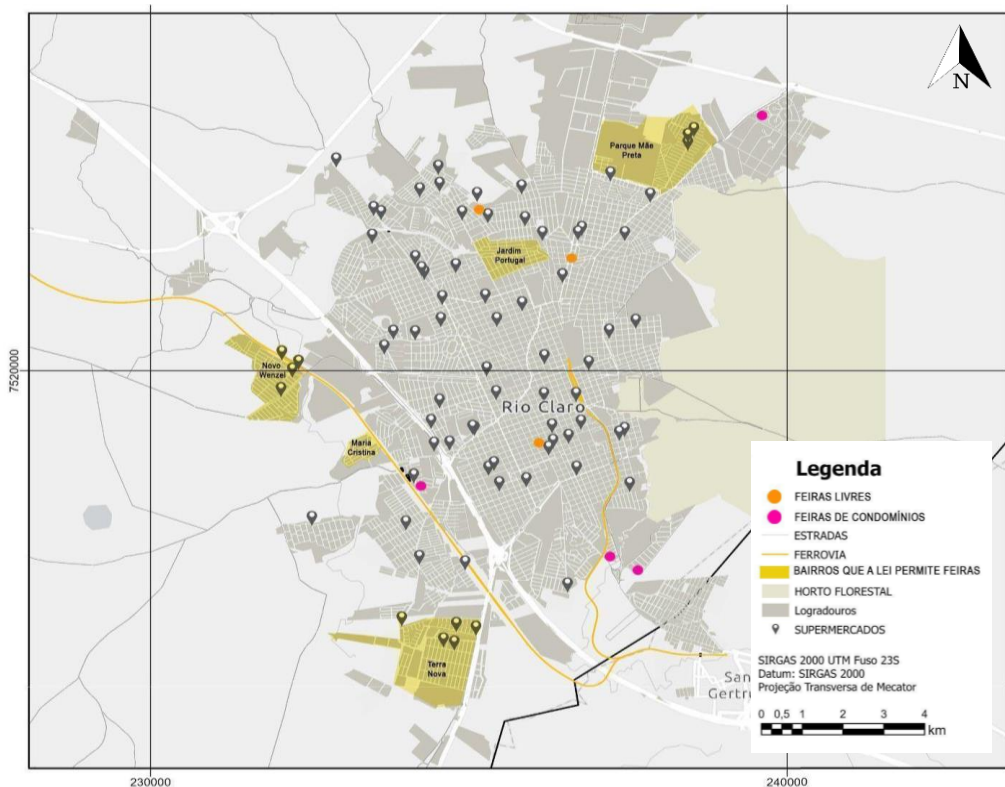 N
Parque Mãe
Preta
Jardim
Portugal
7520000
Novo
Wenzel
Rio Claro
Maria
Cristina
Terra
Nova
San
Gertr
Legenda
FEIRAS LIVRES
FEIRAS DE CONDOMÍNIOS
ESTRADAS
FERROVIA
BAIRROS QUE A LEI PERMITE FEIRAS
HORTO FLORESTAL
Logradouros
SUPERMERCADOS
SIRGAS 2000 UTM Fuso 23S
Datum: SIRGAS 2000
Projeção Transversa de Mecator
0 0,5 1 2 3 4
km
230000
240000